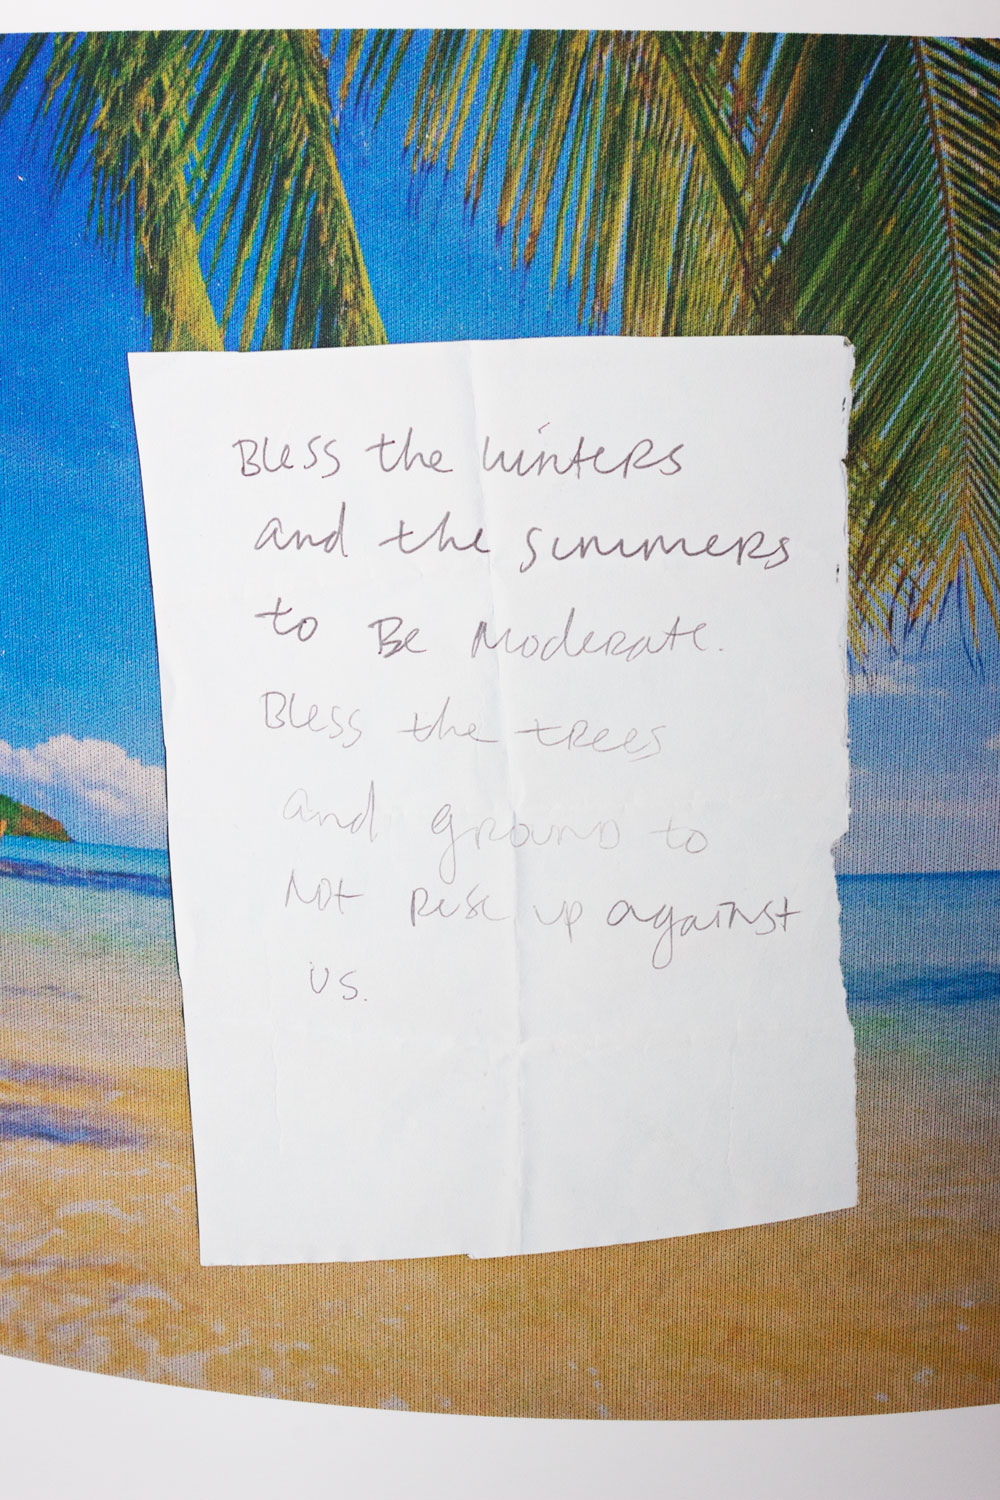 Bless the winters
and the summers
to Be Moderate.
Bless the trees
and ground to
Not Rise up against
us.